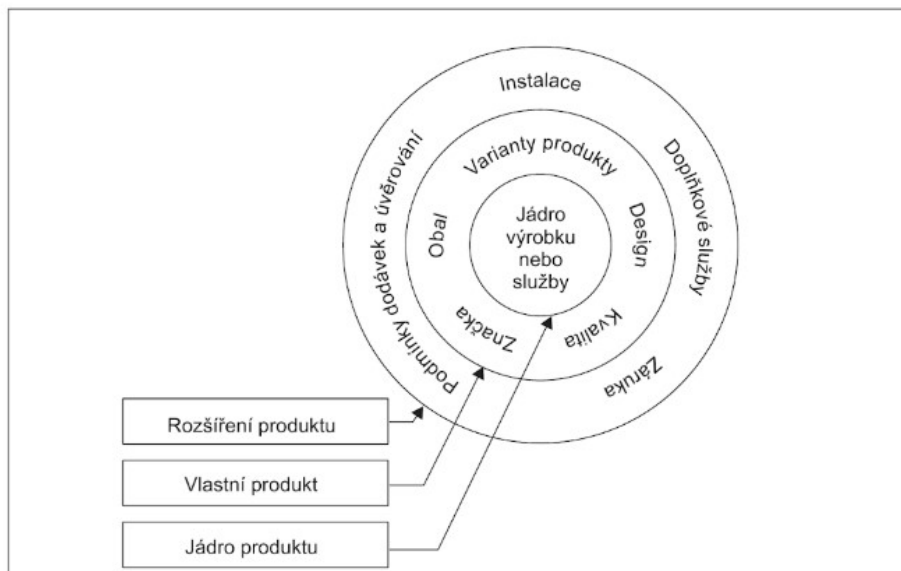 Instalace
Podmínky dodávek a úvěrování
Doplňkové služby
Záruka
Varianty produkty
Obal
Design
Značka
Kvalita
Jádro
výrobku
nebo
služby
Rozšíření produktu
Vlastní produkt
Jádro produktu